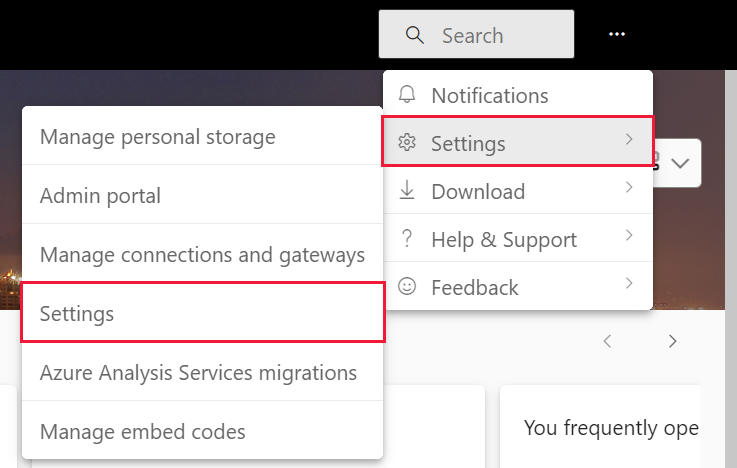 Search
Notifications
Settings
Download
Help & Support
Feedback
Manage personal storage
Admin portal
Manage connections and gateways
Settings
Azure Analysis Services migrations
Manage embed codes
You frequently ope